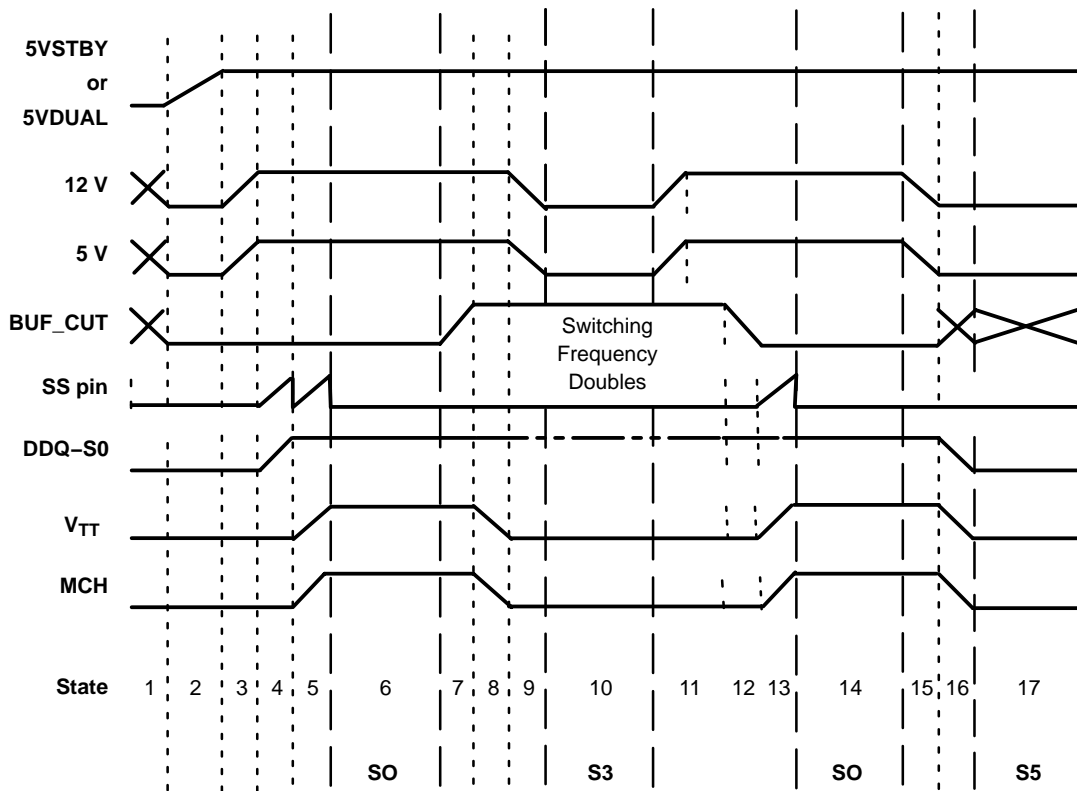 5VSTBY
or
5VDUAL
12 V
5 V
BUF_CUT
Switching
Frequency
Doubles
SS pin
DDQ–S0
VTT
MCH
State 1 2 3 4 5 6 7 8 9 10 11 12 13 14 15 16 17
SO S3 SO S5